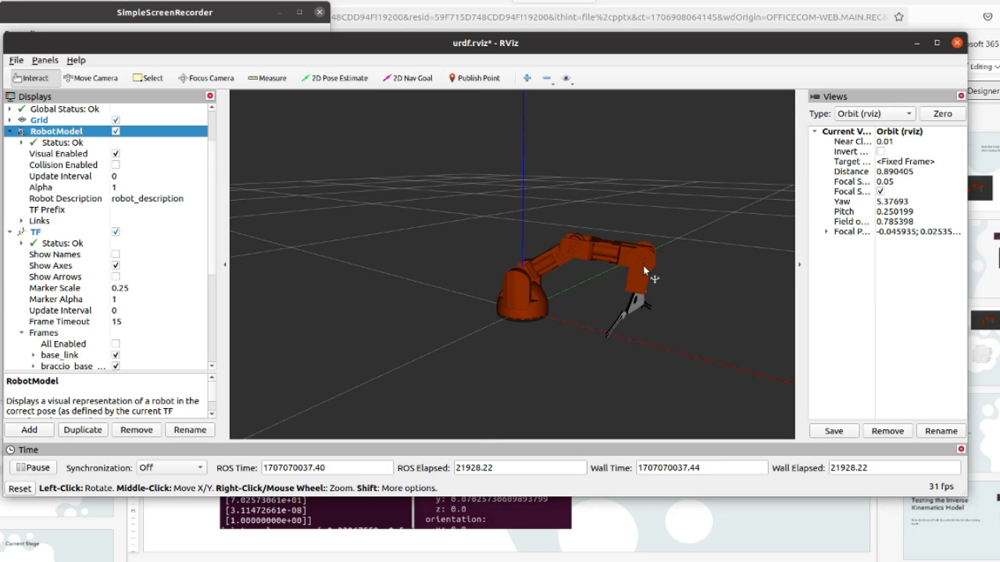 SimpleScreenRecorder
48CDD94F!19200&resid=59F715D748CDD94F!19200&ithint=file%2cpptx&ct=1706908064145&wdOrigin=OFFICECOM-WEB.MAIN.REC&
urdf.rviz* - RViz
osoft 365
File Panels Help
Editing
Interact Move Camera Select Focus Camera Measure 2D Pose Estimate 2D Nav Goal Publish Point
Designer
Displays
Global Status: Ok
Grid
RobotModel
Status: Ok
Visual Enabled
Collision Enabled
Update Interval 0
Alpha 1
Robot Description robot_description
TF Prefix
Links
TF
Status: Ok
Show Names
Show Axes
Show Arrows
Marker Scale 0.25
Marker Alpha 1
Update Interval 0
Frame Timeout 15
Frames
All Enabled
base_link
braccio_base_...
RobotModel
Displays a visual representation of a robot in the
correct pose (as defined by the current TF
Add Duplicate Remove Rename
Views
Type: Orbit (rviz) Zero
Current V... Orbit (rviz)
Near Cl... 0.01
Invert ...
Target ... <Fixed Frame>
Distance 0.890405
Focal S... 0.05
Focal S...
Yaw 5.37693
Pitch 0.250199
Field o... 0.785398
Focal P... -0.045935; 0.02535...
Save Remove Rename
Time
Pause Synchronization: Off ROS Time: 1707070037.40 ROS Elapsed: 21928.22 Wall Time: 1707070037.44 Wall Elapsed: 21928.22
Reset Left-Click: Rotate. Middle-Click: Move X/Y. Right-Click/Mouse Wheel:: Zoom. Shift: More options. 31 fps
[7.02573061e+01]
[3.11472661e-08]
[1.00000000e+00]]
y: 0.07025730609893799
z: 0.0
orientation:
Testing the Inverse
Kinematics Model
Current Stage